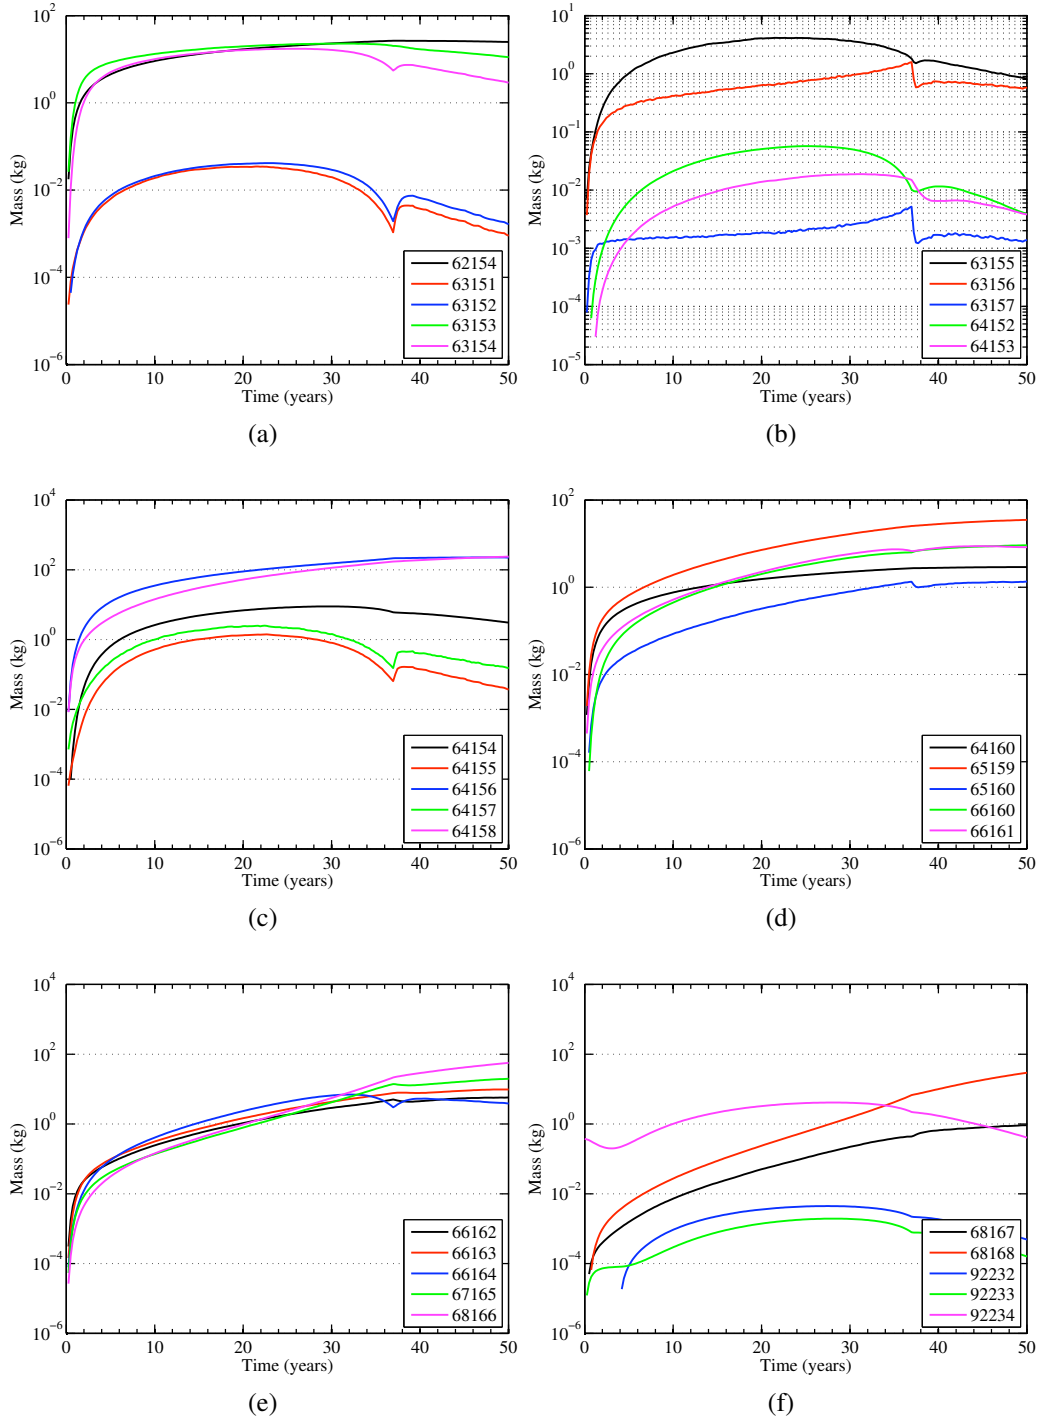 10^2
10^0
10^-2
10^-4
10^-6
Mass (kg)
0 10 20 30 40 50
Time (years)
62154
63151
63152
63153
63154
(a)
10^1
10^0
10^-1
10^-2
10^-3
10^-4
10^-5
Mass (kg)
0 10 20 30 40 50
Time (years)
63155
63156
63157
64152
64153
(b)
10^4
10^2
10^0
10^-2
10^-4
10^-6
Mass (kg)
0 10 20 30 40 50
Time (years)
64154
64155
64156
64157
64158
(c)
10^2
10^0
10^-2
10^-4
10^-6
Mass (kg)
0 10 20 30 40 50
Time (years)
64160
65159
65160
66160
66161
(d)
10^4
10^2
10^0
10^-2
10^-4
10^-6
Mass (kg)
0 10 20 30 40 50
Time (years)
66162
66163
66164
67165
68166
(e)
10^4
10^2
10^0
10^-2
10^-4
10^-6
Mass (kg)
0 10 20 30 40 50
Time (years)
68167
68168
92232
92233
92234
(f)